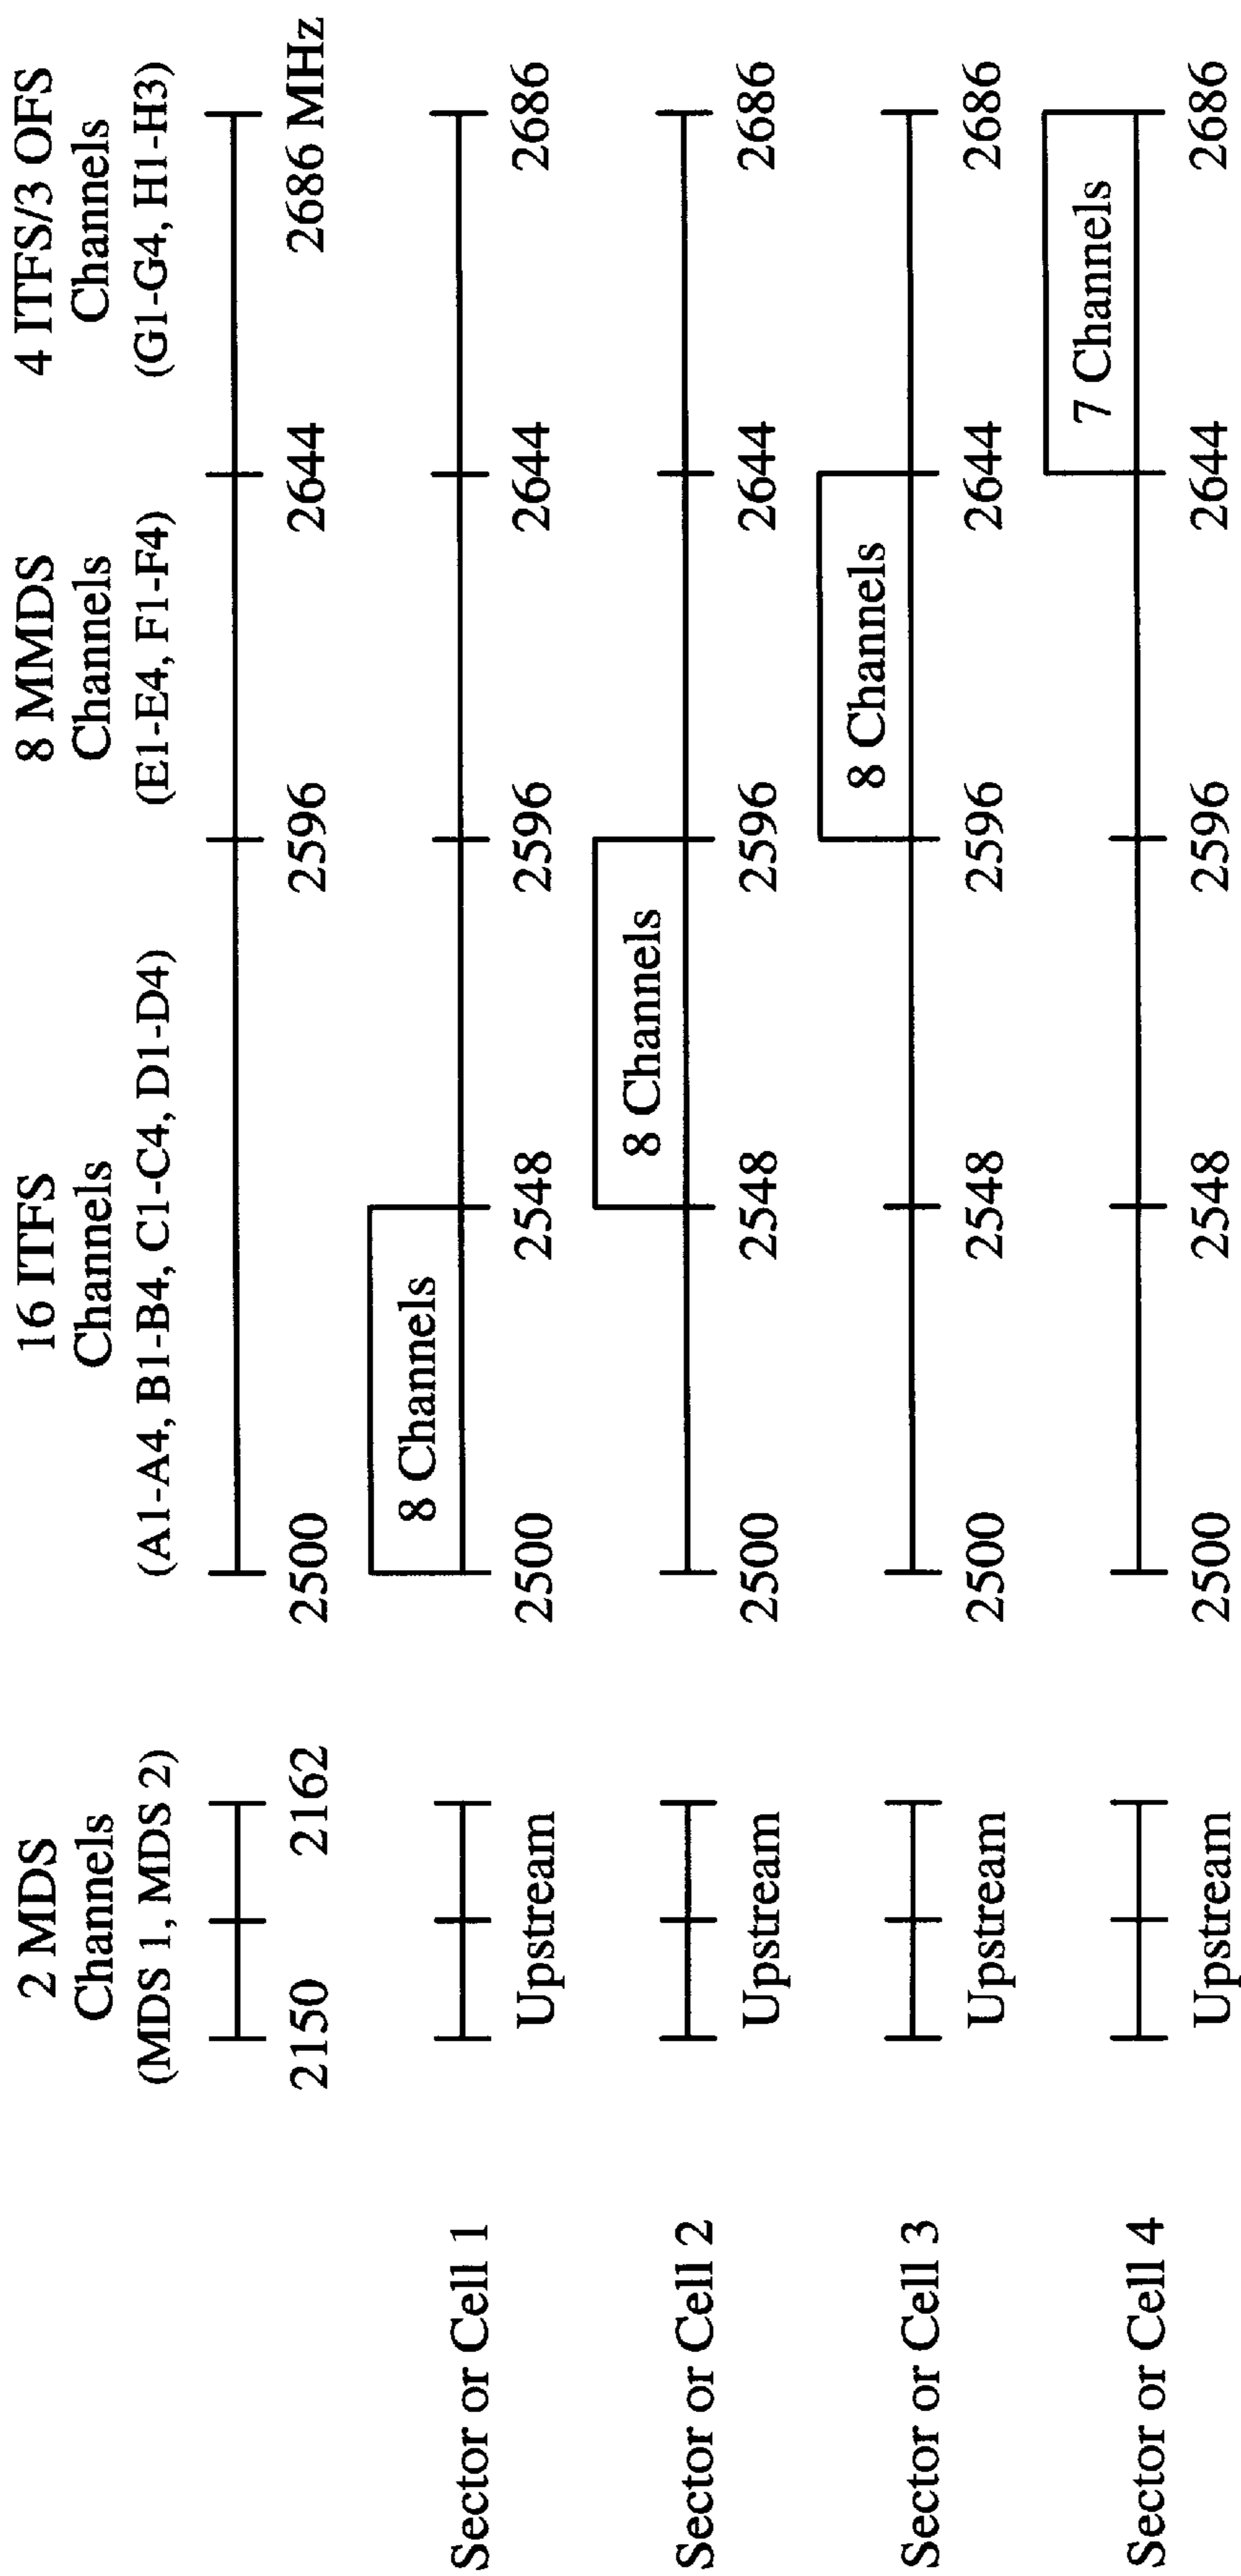 2 MDS
Channels
(MDS 1, MDS 2)
16 ITFS
Channels
(A1-A4, B1-B4, C1-C4, D1-D4)
8 MMDS
Channels
(E1-E4, F1-F4)
4 ITFS/3 OFS
Channels
(G1-G4, H1-H3)
2150 2162 2500 2596 2644 2686 MHz
8 Channels
Sector or Cell 1
Upstream 2500 2548 2596 2644 2686
8 Channels
Sector or Cell 2
Upstream 2500 2548 2596 2644 2686
8 Channels
Sector or Cell 3
Upstream 2500 2548 2596 2644 2686
7 Channels
Sector or Cell 4
Upstream 2500 2548 2596 2644 2686